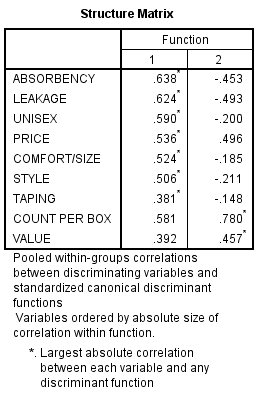 Structure Matrix
Function
1 2
ABSORBENCY .638* -.453
LEAKAGE .624* -.493
UNISEX .590* -.200
PRICE .536* .496
COMFORT/SIZE .524* -.185
STYLE .506* -.211
TAPING .381* -.148
COUNT PER BOX .581 .780*
VALUE .392 .457*
Pooled within-groups correlations
between discriminating variables and
standardized canonical discriminant
functions
Variables ordered by absolute size of
correlation within function.
*. Largest absolute correlation
between each variable and any
discriminant function